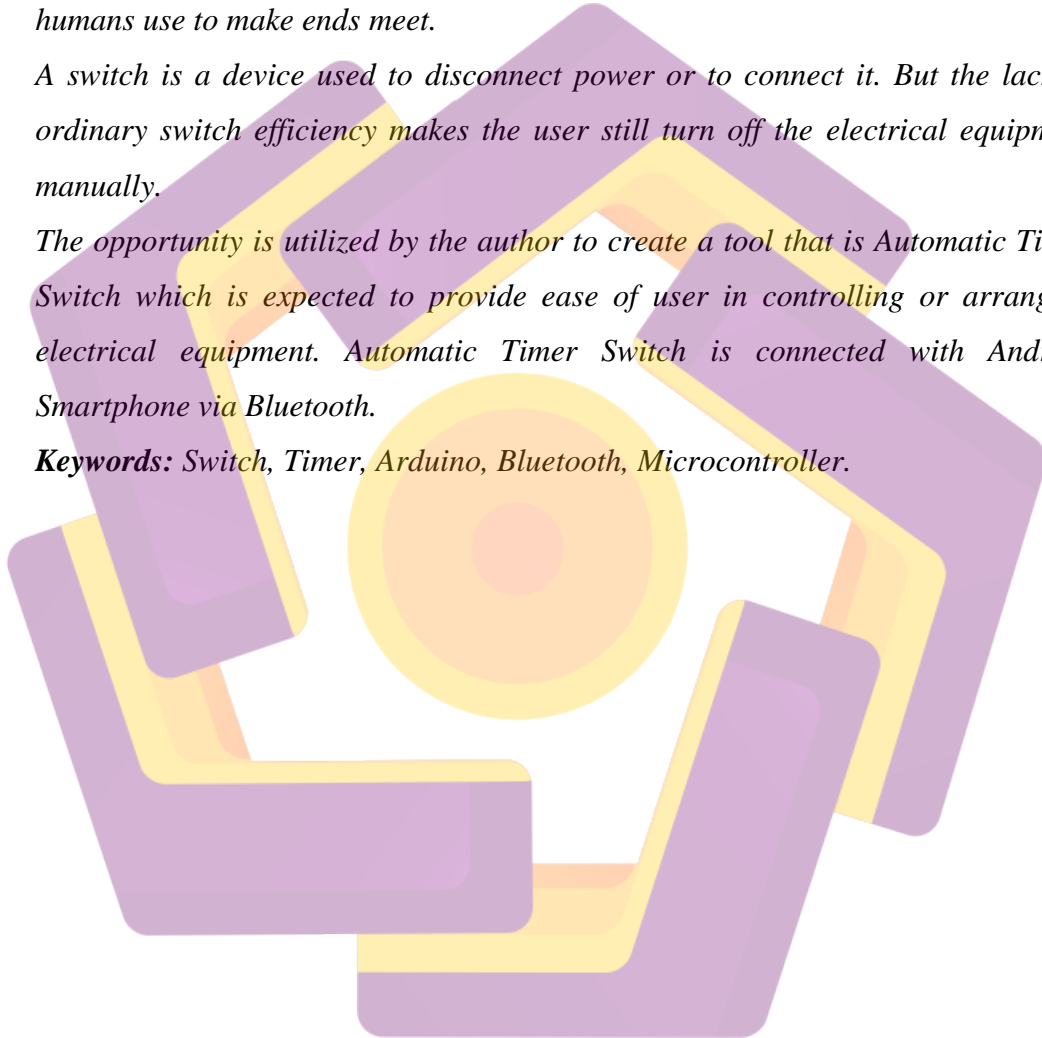 humans use to make ends meet.
A switch is a device used to disconnect power or to connect it. But the lac
ordinary switch efficiency makes the user still turn off the electrical equipm
manually.
The opportunity is utilized by the author to create a tool that is Automatic Ti
Switch which is expected to provide ease of user in controlling or arrang
electrical equipment. Automatic Timer Switch is connected with And
Smartphone via Bluetooth.
Keywords: Switch, Timer, Arduino, Bluetooth, Microcontroller.